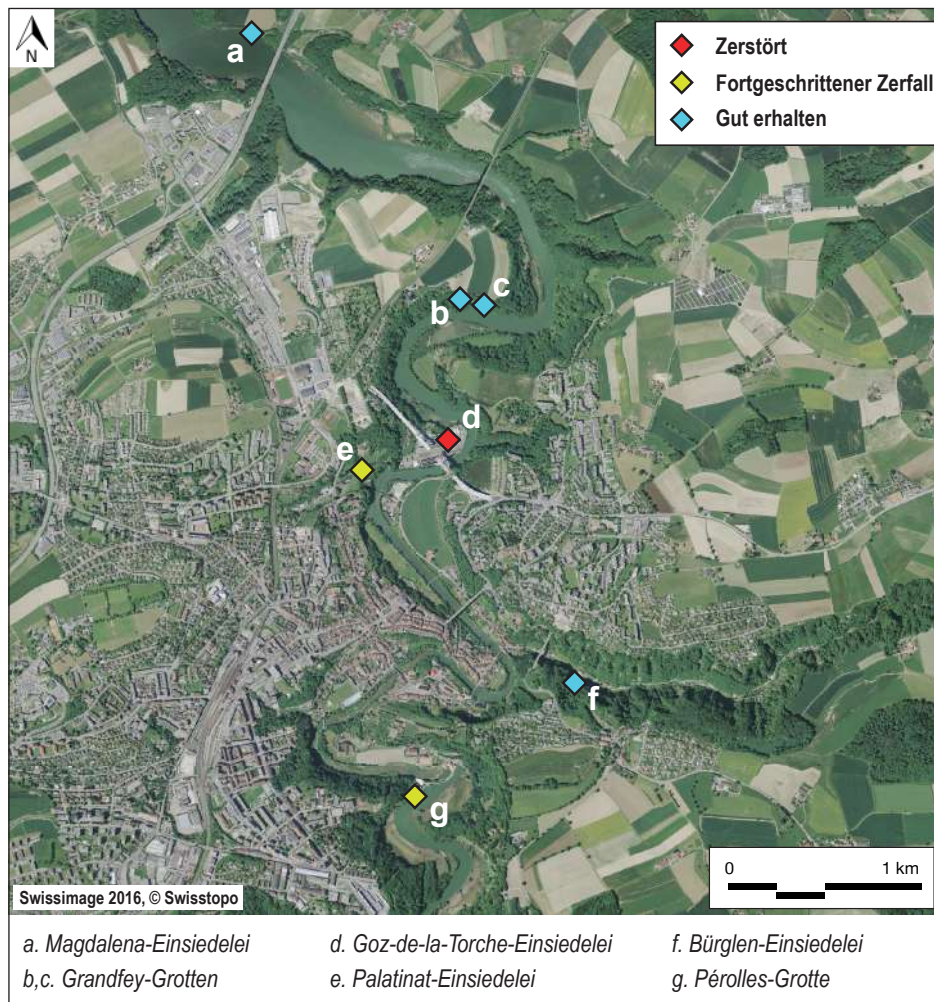 N
a
Zerstört
Fortgeschrittener Zerfall
Gut erhalten
b
c
d
e
f
g
0 1 km
Swissimage 2016, © Swisstopo
a. Magdalena-Einsiedelei
b,c. Grandfey-Grotten
d. Goz-de-la-Torche-Einsiedelei
e. Palatinat-Einsiedelei
f. Bürglen-Einsiedelei
g. Pérolles-Grotte